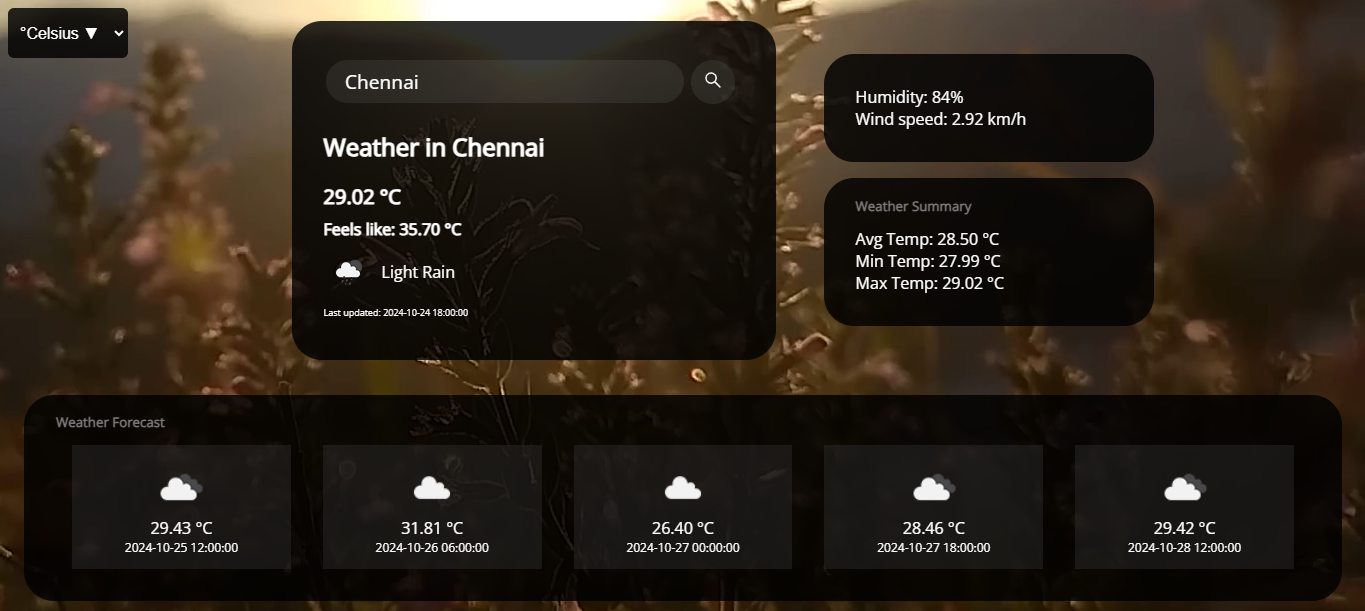 °Celsius ▼
Chennai
Weather in Chennai
29.02 °C
Feels like: 35.70 °C
Light Rain
Last updated: 2024-10-24 18:00:00
Humidity: 84%
Wind speed: 2.92 km/h
Weather Summary
Avg Temp: 28.50 °C
Min Temp: 27.99 °C
Max Temp: 29.02 °C
Weather Forecast
29.43 °C
2024-10-25 12:00:00
31.81 °C
2024-10-26 06:00:00
26.40 °C
2024-10-27 00:00:00
28.46 °C
2024-10-27 18:00:00
29.42 °C
2024-10-28 12:00:00